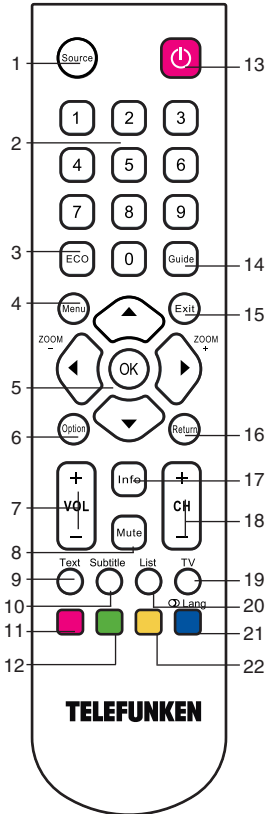 1 Source 13
1 2 3
2
4 5 6
7 8 9
3 ECO 0 Guide 14
4 Menu Exit 15
ZOOM - ZOOM +
5 OK
6 Option Return 16
+ Info + 17
7 VOL CH 18
- Mute -
8
Text Subtitle List TV
9 19
10 Lang 20
11 21
12 22
TELEFUNKEN